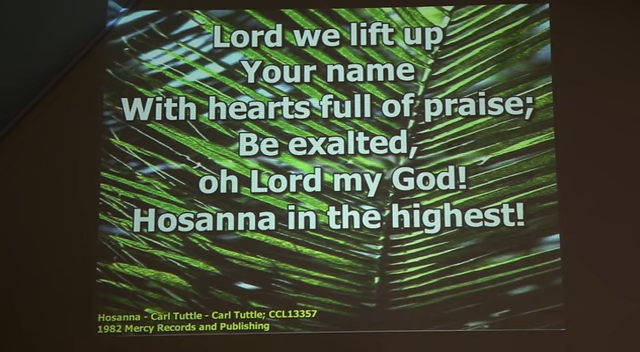 Lord we lift up
Your name
With hearts full of praise;
Be exalted,
oh Lord my God!
Hosanna in the highest!
Hosanna - Carl Tuttle - Carl Tuttle; CCL13357
1982 Mercy Records and Publishing